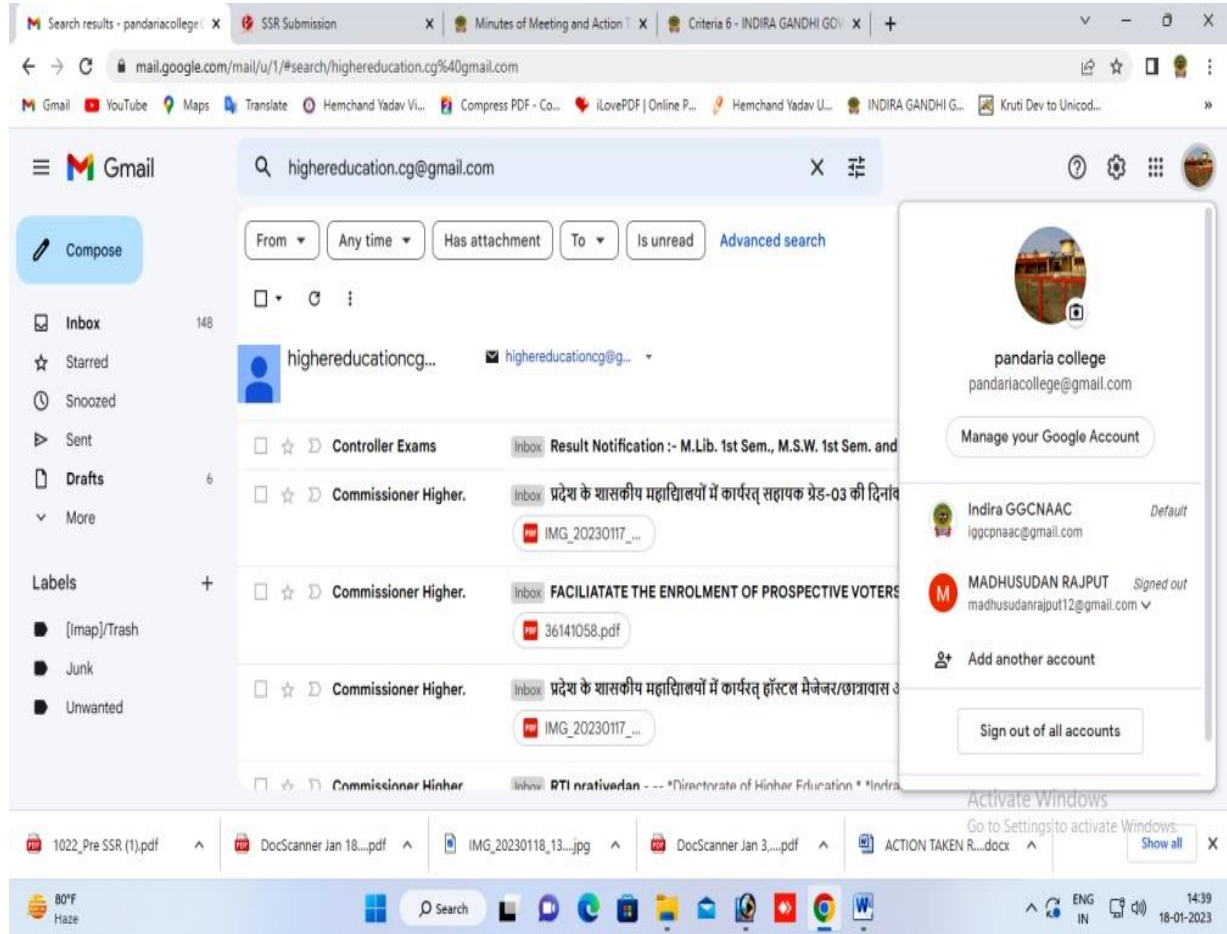 Search results - pandariacollege@
SSR Submission
Minutes of Meeting and Action T
Criteria 6 - INDIRA GANDHI GOV
mail.google.com/mail/u/1/#search/highereducation.cg%40gmail.com
Gmail
YouTube
Maps
Translate
Hemchand Yadav Vi...
Compress PDF - Co...
iLovePDF | Online P...
Hemchand Yadav U...
INDIRA GANDHI G...
Kruti Dev to Unicod...
Gmail
highereducation.cg@gmail.com
Compose
From
Any time
Has attachment
To
Is unread
Advanced search
Inbox 148
Starred
Snoozed
Sent
Drafts 6
More
Labels +
[Imap]/Trash
Junk
Unwanted
highereducationcg... highereducationcg@g...
Controller Exams Inbox Result Notification :- M.Lib. 1st Sem., M.S.W. 1st Sem. and
Commissioner Higher. Inbox प्रदेश के शासकीय महाद्यािलयों में कार्यरत् सहायक ग्रेड-03 की दिनांक
IMG_20230117_...
Commissioner Higher. Inbox FACILIATATE THE ENROLMENT OF PROSPECTIVE VOTERS
36141058.pdf
Commissioner Higher. Inbox प्रदेश के शासकीय महाद्यािलयों में कार्यरत् हॉस्टल मैनेजर/छात्रावास
IMG_20230117_...
Commissioner Higher Inbox RTI prativedan - -- *Directorate of Higher Education * *Indra
pandaria college
pandariacollege@gmail.com
Manage your Google Account
Indira GGCNAAC Default
iggcpnaac@gmail.com
M MADHUSUDAN RAJPUT Signed out
madhusudanrajput12@gmail.com
Add another account
Sign out of all accounts
Activate Windows
Go to Settings to activate Windows.
1022_Pre SSR (1).pdf
DocScanner Jan 18....pdf
IMG_20230118_13....jpg
DocScanner Jan 3,....pdf
ACTION TAKEN R....docx
Show all
80°F
Haze
Search
ENG
IN
14:39
18-01-2023